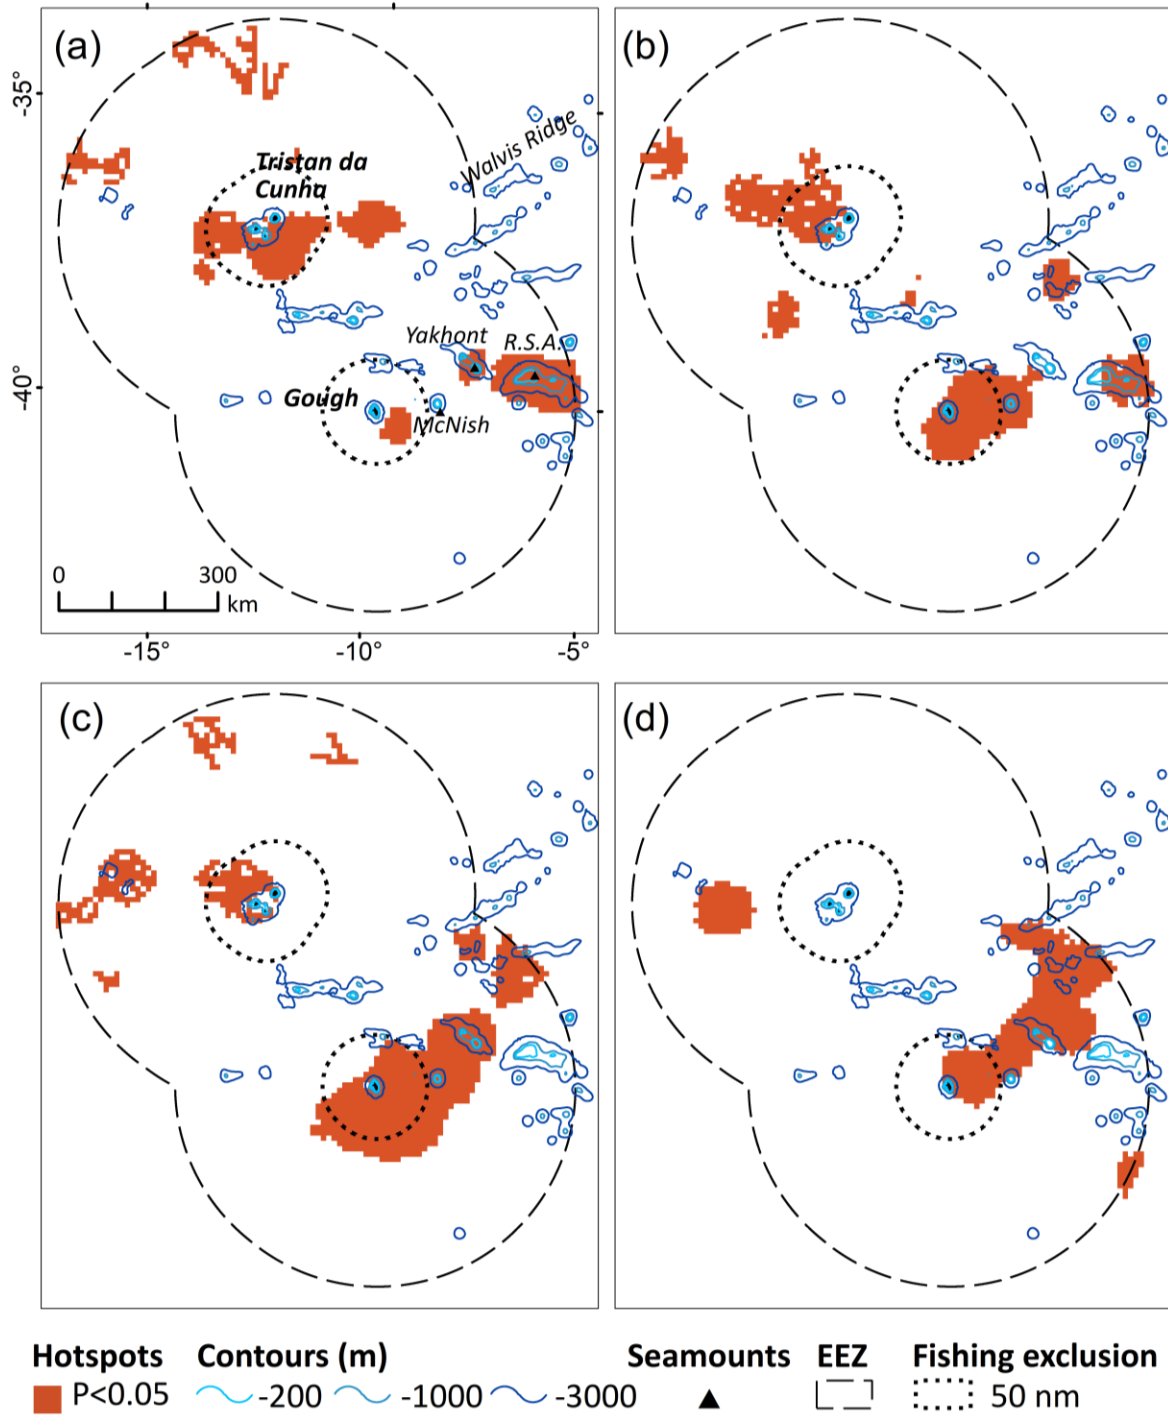 (a)
(b)
-35°
-40°
Walvis Ridge
Tristan da
Cunha
Yakhont
R.S.A.
Gough
McNish
0 300
km
-15° -10° -5°
(c)
(d)
Hotspots Contours (m) Seamounts EEZ Fishing exclusion
P<0.05 -200 -1000 -3000 50 nm